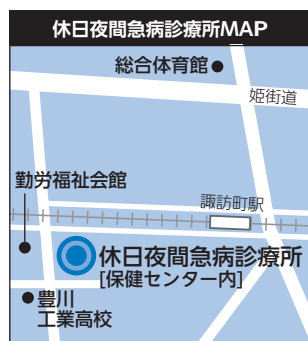 休日夜間急病診療所MAP
総合体育館
姫街道
勤労福祉会館
諏訪町駅
休日夜間急病診療所
[保健センター内]
豊川
工業高校